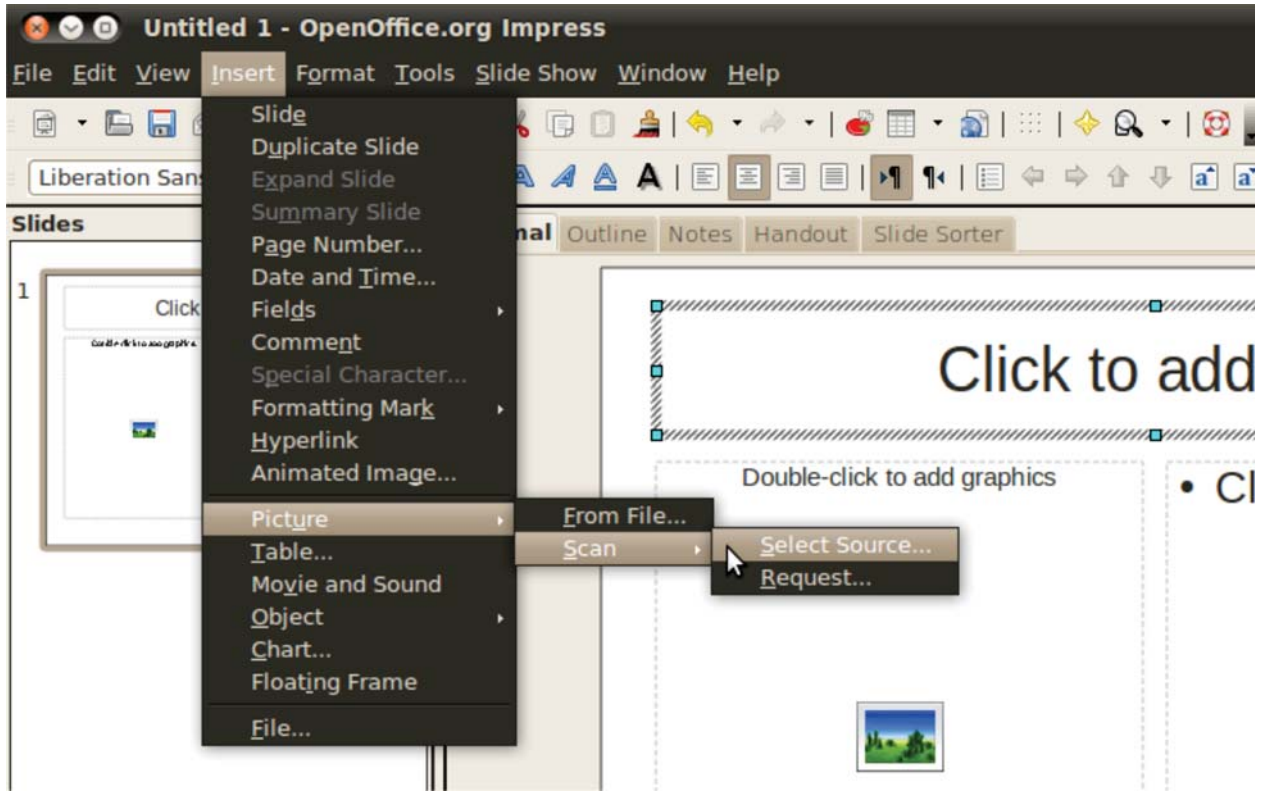 Untitled 1 - OpenOffice.org Impress
File Edit View Insert Format Tools Slide Show Window Help
Liberation Sans
Slides
Outline Notes Handout Slide Sorter
1
Click
Slide
Duplicate Slide
Expand Slide
Summary Slide
Page Number...
Date and Time...
Fields
Comment
Special Character...
Formatting Mark
Hyperlink
Animated Image...
Picture
Table...
Movie and Sound
Object
Chart...
Floating Frame
File...
From File...
Scan
Select Source...
Request...
Click to add
Double-click to add graphics
• Cl